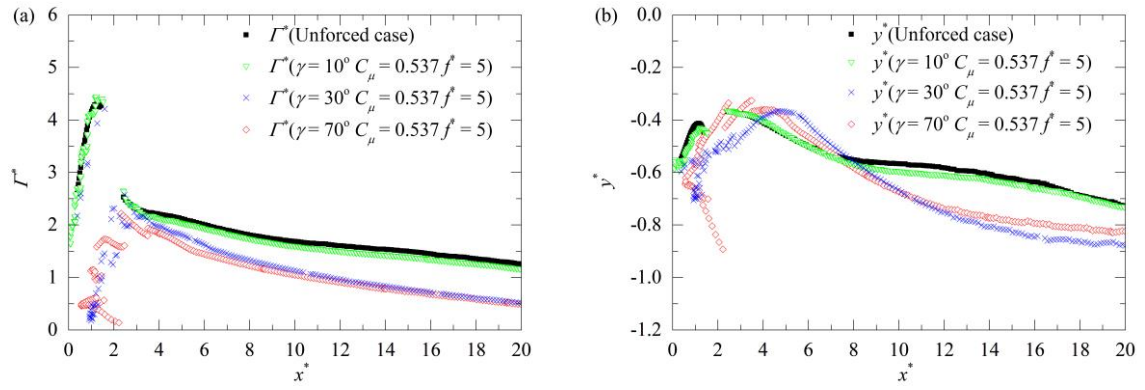 (a)
Γ*(Unforced case)
Γ*(γ = 10° Cμ = 0.537 f* = 5)
Γ*(γ = 30° Cμ = 0.537 f* = 5)
Γ*(γ = 70° Cμ = 0.537 f* = 5)
6
5
4
3
2
1
0
Γ*
0 2 4 6 8 10 12 14 16 18 20
x*
(b)
y*(Unforced case)
y*(γ = 10° Cμ = 0.537 f* = 5)
y*(γ = 30° Cμ = 0.537 f* = 5)
y*(γ = 70° Cμ = 0.537 f* = 5)
0.0
-0.2
-0.4
-0.6
-0.8
-1.0
-1.2
y*
0 2 4 6 8 10 12 14 16 18 20
x*